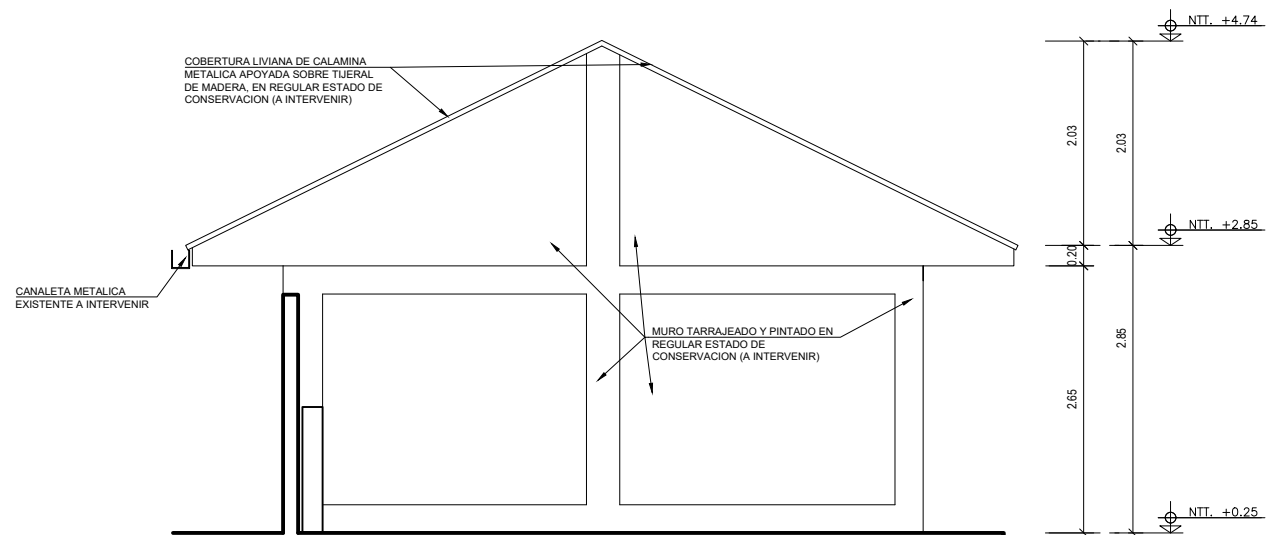 NTT. +4.74
COBERTURA LIVIANA DE CALAMINA
METALICA APOYADA SOBRE TIJERAL
DE MADERA, EN REGULAR ESTADO DE
CONSERVACION (A INTERVENIR)
2.03
2.03
NTT. +2.85
0.20
CANALETA METALICA
EXISTENTE A INTERVENIR
MURO TARRAJEADO Y PINTADO EN
REGULAR ESTADO DE
CONSERVACION (A INTERVENIR)
2.85
2.65
NTT. +0.25